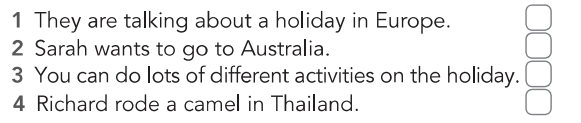 1 They are talking about a holiday in Europe.
2 Sarah wants to go to Australia.
3 You can do lots of different activities on the holiday.
4 Richard rode a camel in Thailand.